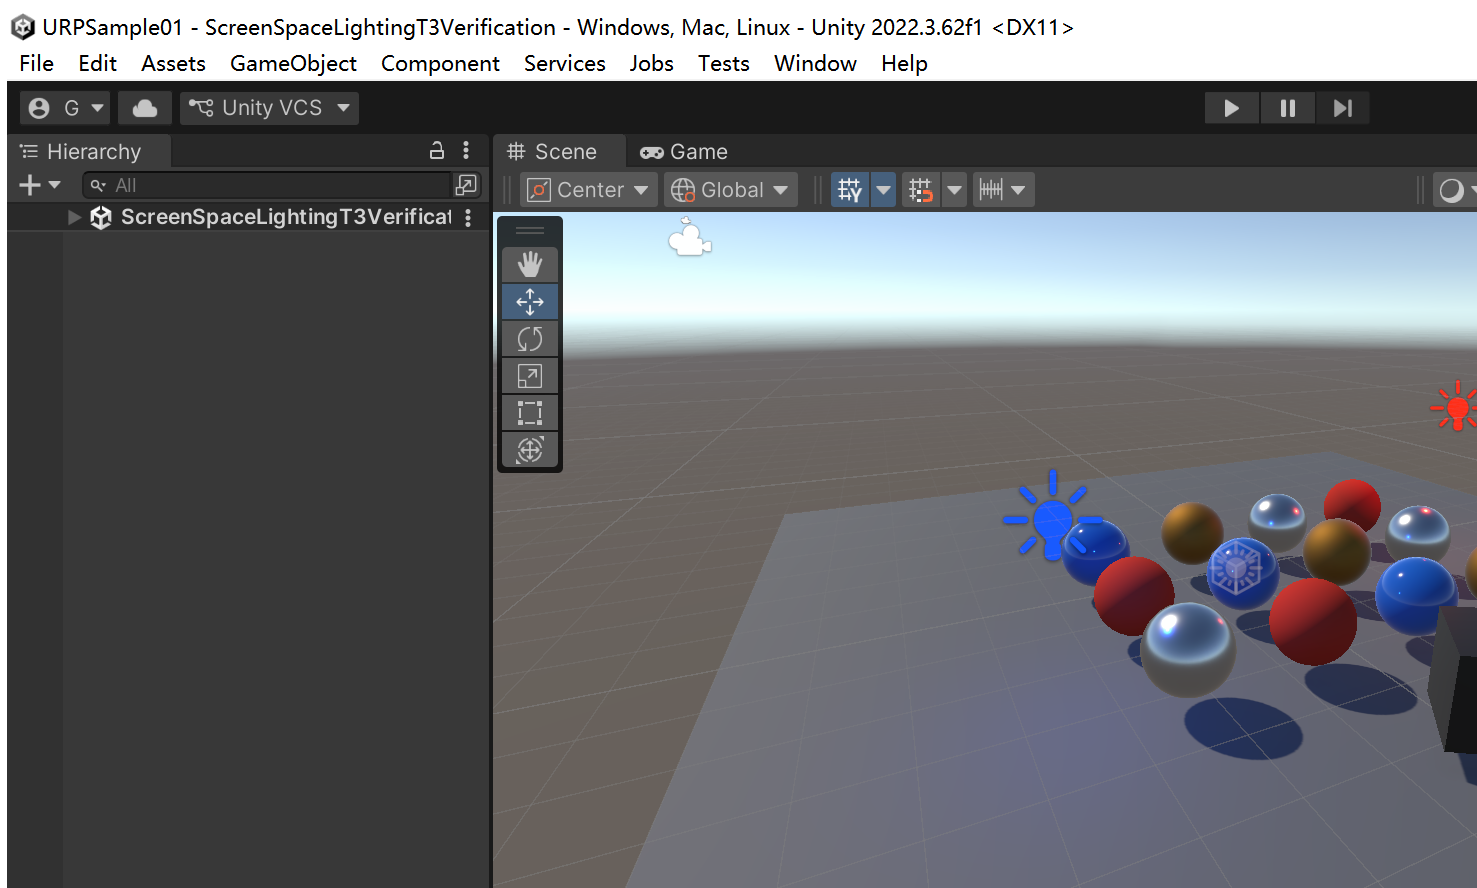 URPSample01 - ScreenSpaceLightingT3Verification - Windows, Mac, Linux - Unity 2022.3.62f1 <DX11>
File Edit Assets GameObject Component Services Jobs Tests Window Help
G Unity VCS
Hierarchy
Scene Game
All
Center Global
ScreenSpaceLightingT3Verificat